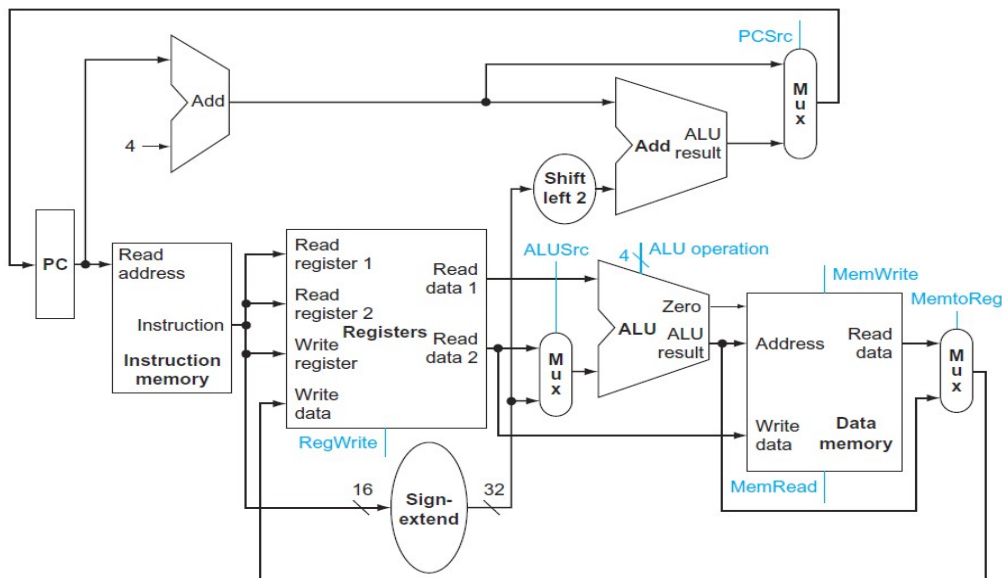 PCSrc
M
u
x
Add
4
Add
ALU
result
Shift
left 2
PC
Read
address
Instruction
Instruction
memory
Read
register 1
Read
register 2
Write
register
Write
data
Registers
Read
data 1
Read
data 2
RegWrite
16
Sign-
extend
32
ALUSrc
M
u
x
4
ALU operation
Zero
ALU
ALU
result
MemWrite
Address
Read
data
Write
data
Data
memory
MemRead
MemtoReg
M
u
x